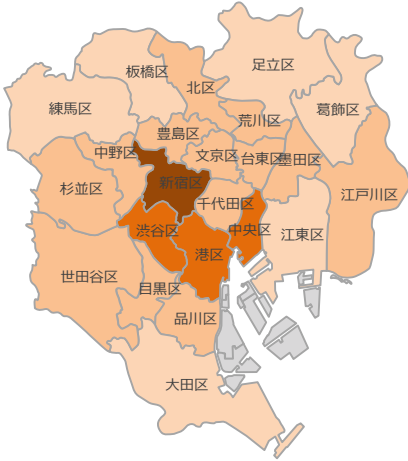 足立区
板橋区
北区
練馬区
葛飾区
荒川区
豊島区
中野区
文京区
台東区
墨田区
杉並区
新宿区
江戸川区
千代田区
渋谷区
中央区
江東区
港区
世田谷区
目黒区
品川区
大田区